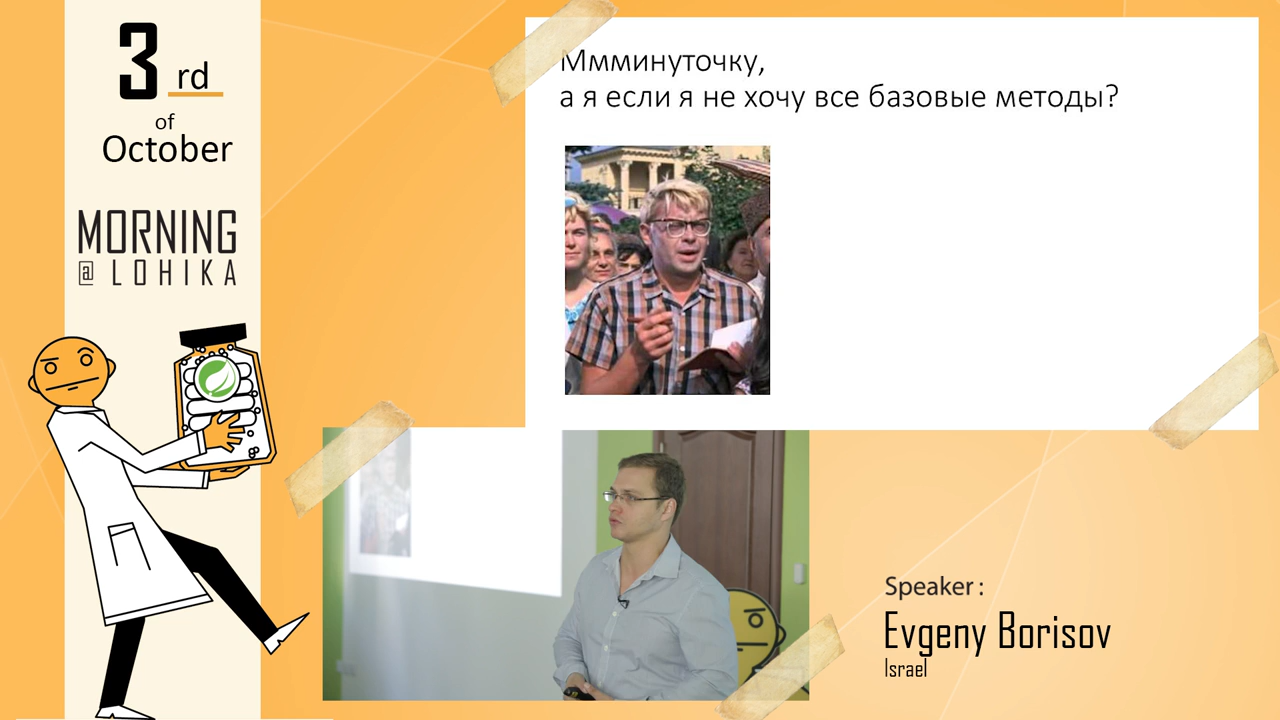 3 rd
of
October
MORNING
@ LOHIKA
Ммминуточку,
а я если я не хочу все базовые методы?
Speaker :
Evgeny Borisov
Israel